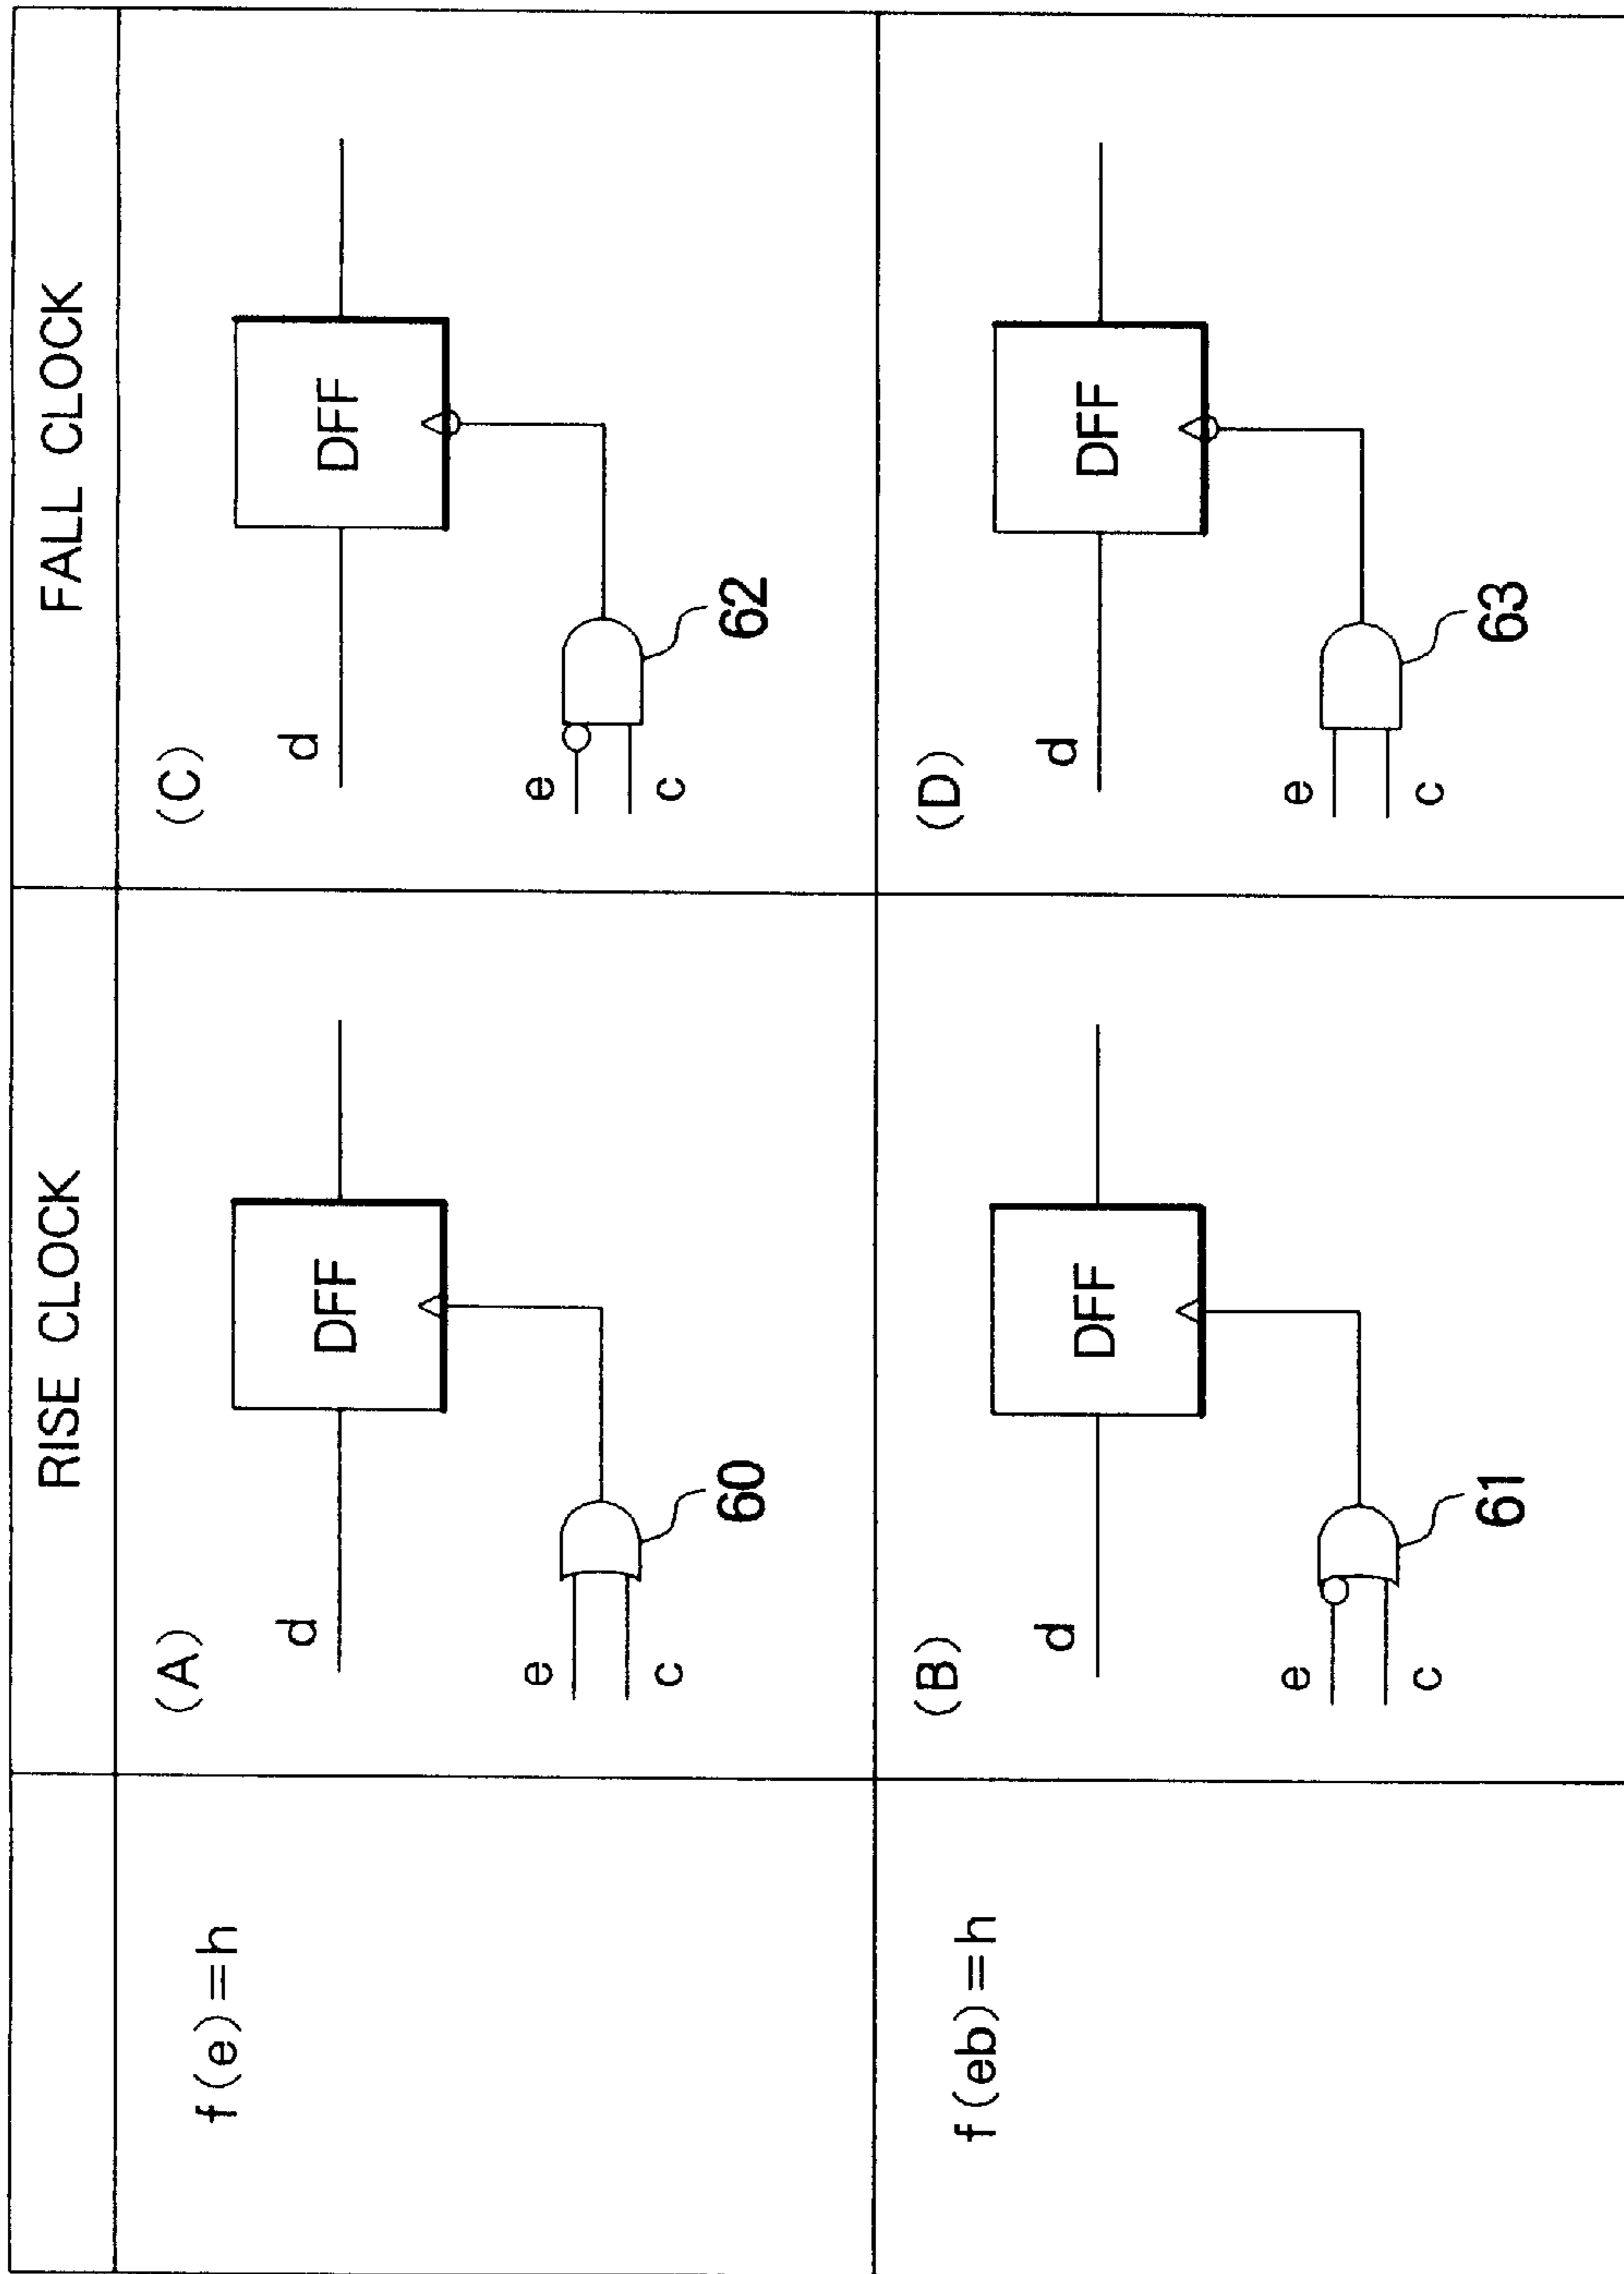 RISE CLOCK
FALL CLOCK
f(e)=h
(A)
d
DFF
e
c
60
(C)
d
DFF
e
c
62
f(eb)=h
(B)
d
DFF
e
c
61
(D)
d
DFF
e
c
63